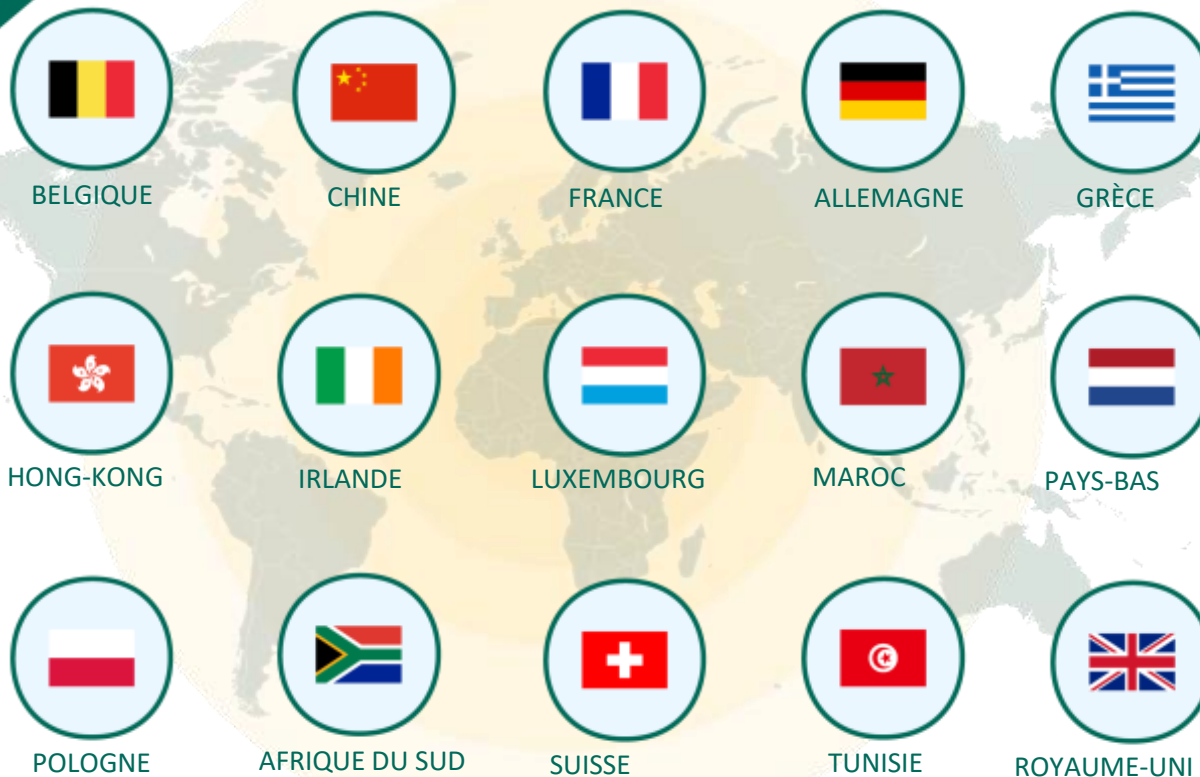 BELGIQUE
CHINE
FRANCE
ALLEMAGNE
GRÈCE
HONG-KONG
IRLANDE
LUXEMBOURG
MAROC
PAYS-BAS
POLOGNE
AFRIQUE DU SUD
SUISSE
TUNISIE
ROYAUME-UNI